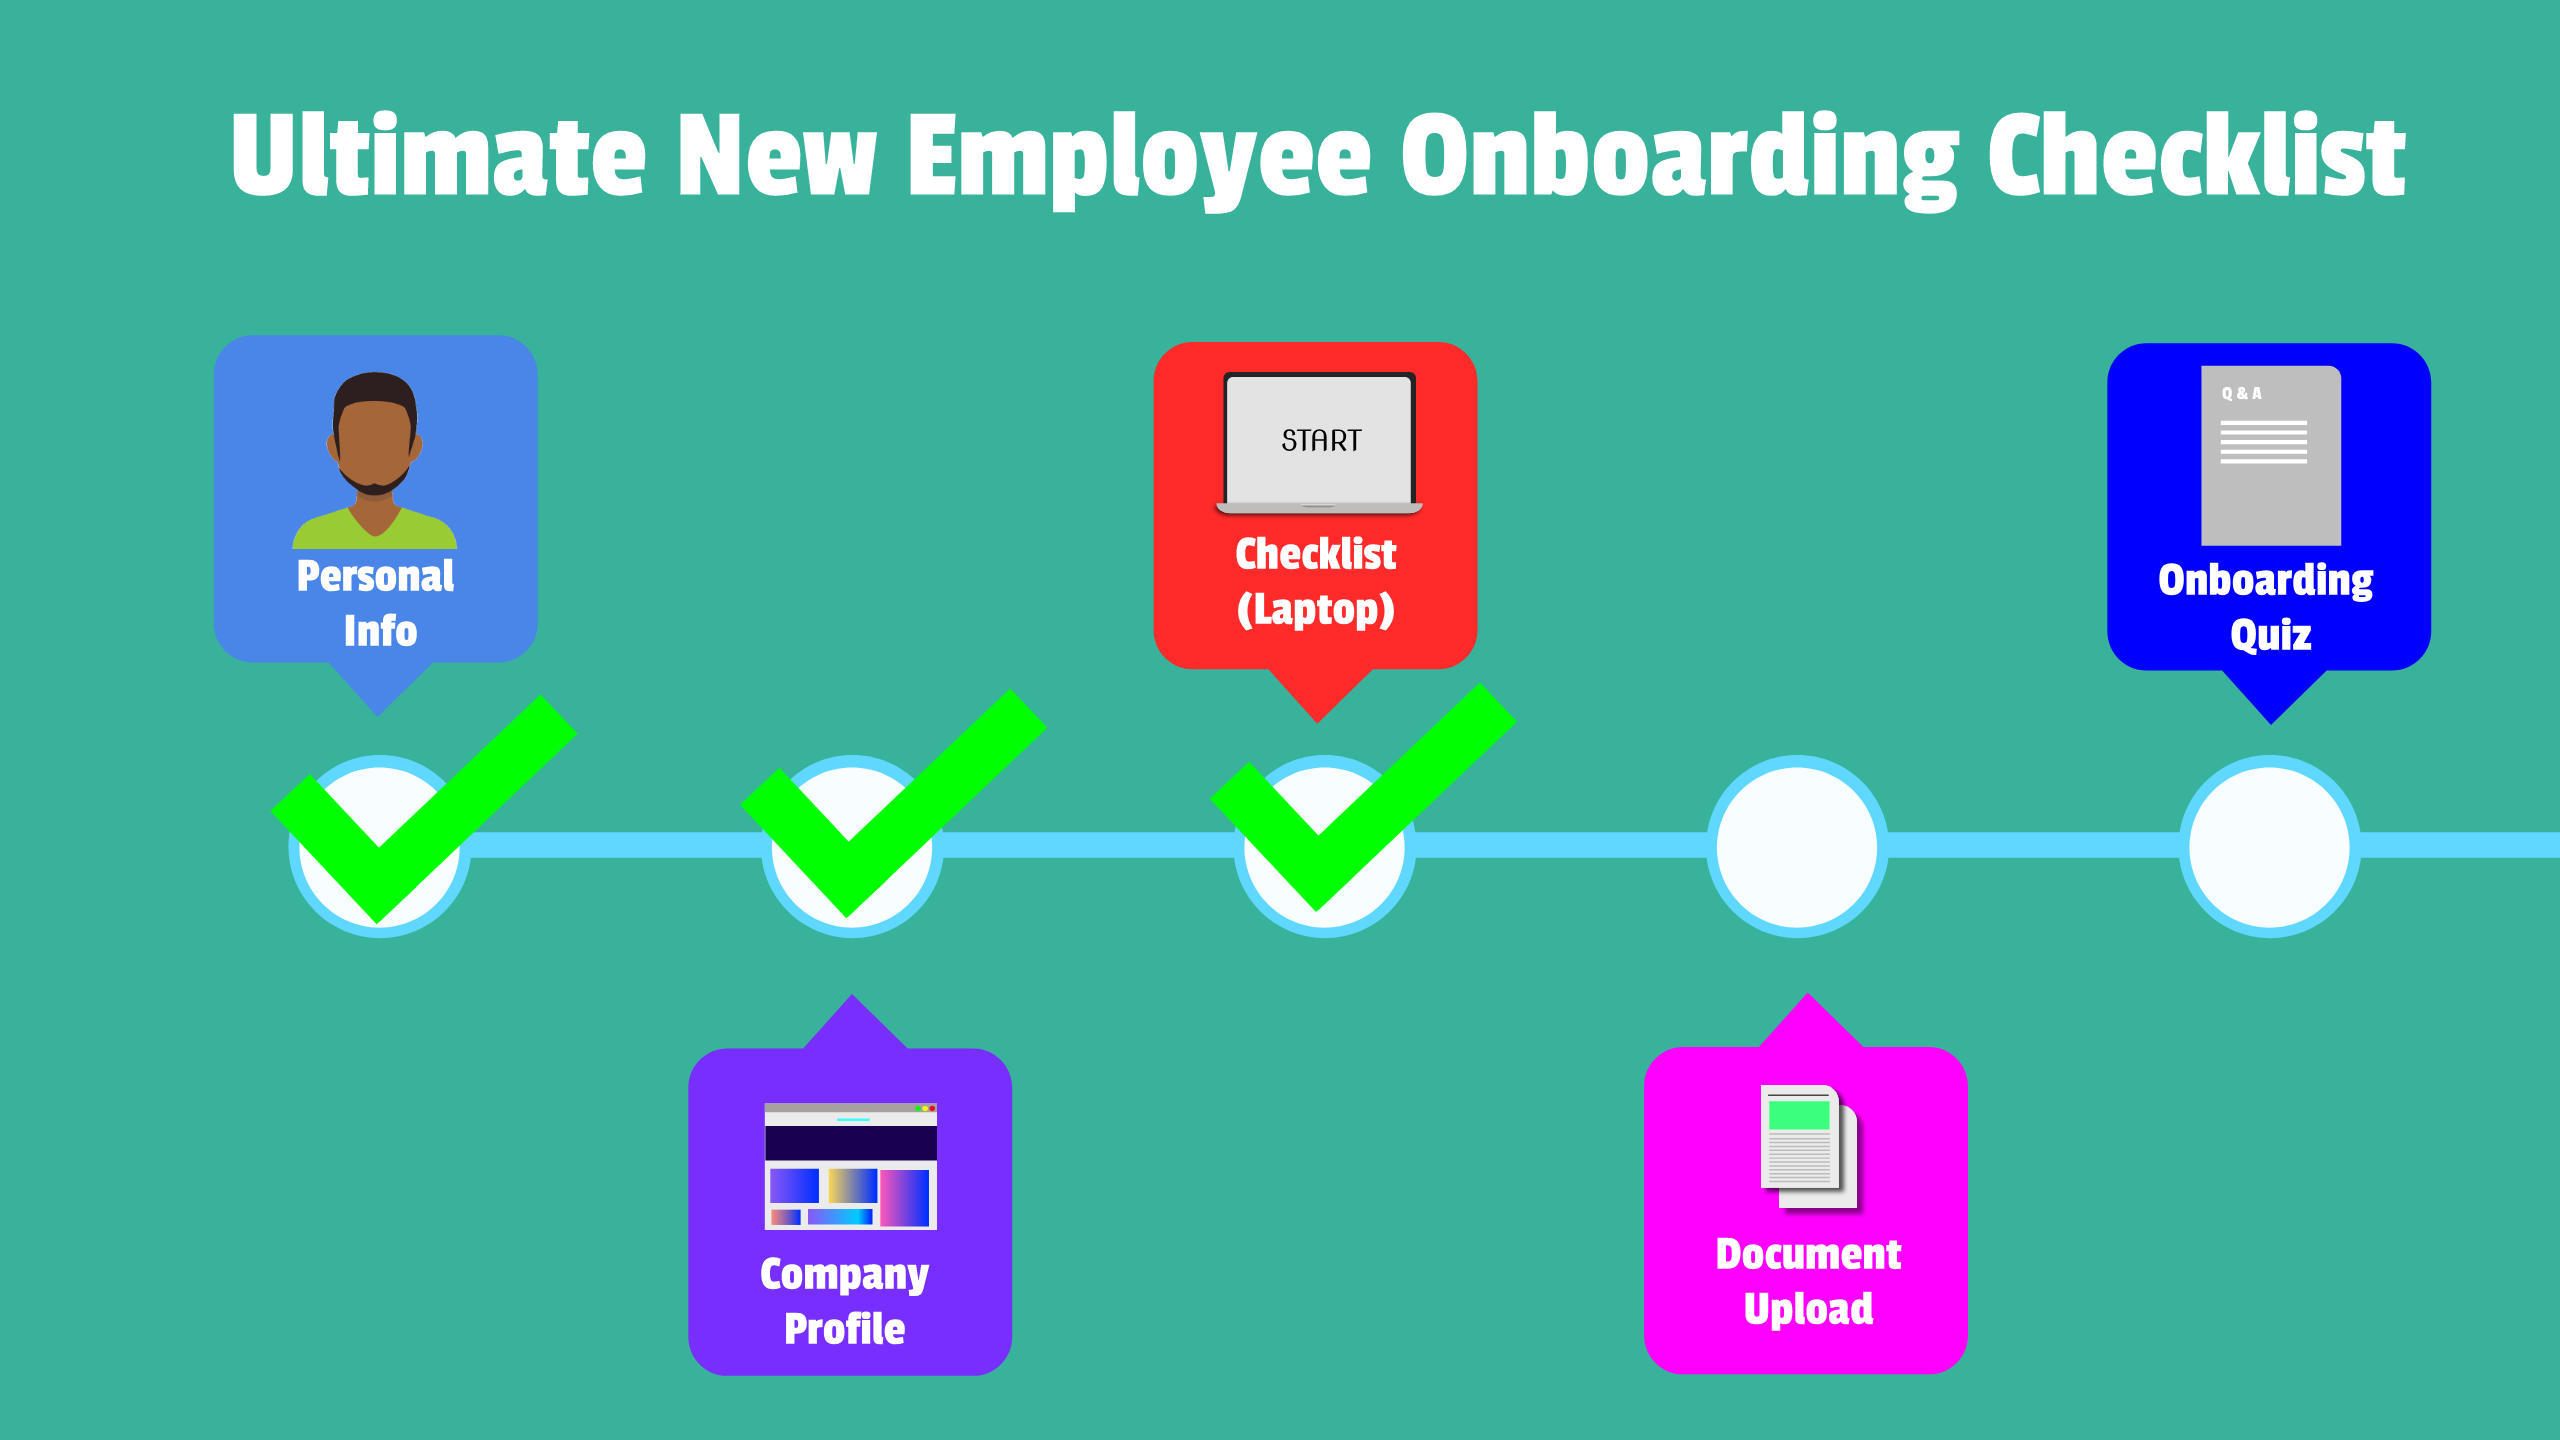 Ultimate New Employee Onboarding Checklist
Personal
Info
START
Checklist
(Laptop)
Q & A
Onboarding
Quiz
Company
Profile
Document
Upload